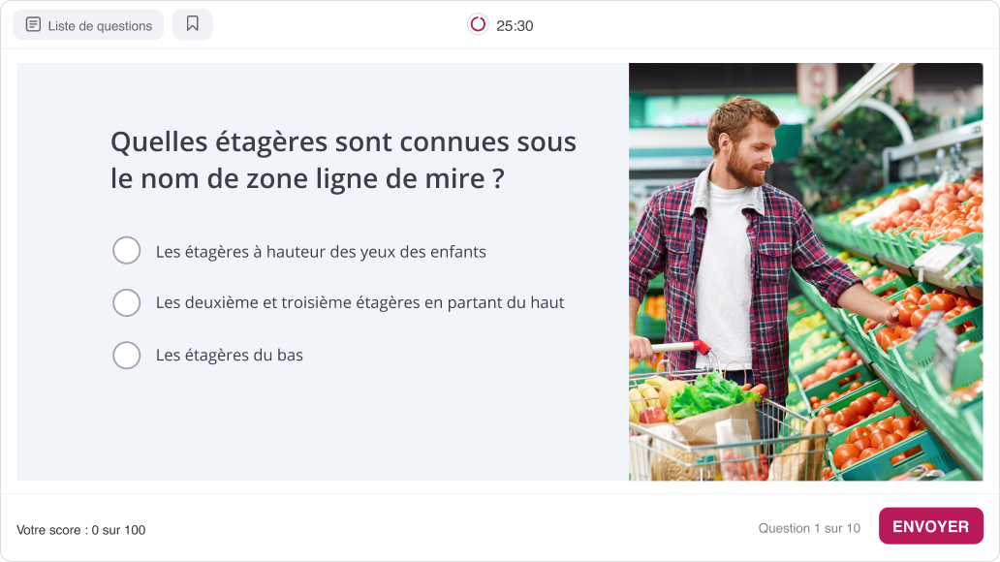 Liste de questions
25:30
Quelles étagères sont connues sous
le nom de zone ligne de mire ?
Les étagères à hauteur des yeux des enfants
Les deuxième et troisième étagères en partant du haut
Les étagères du bas
Votre score : 0 sur 100
Question 1 sur 10
ENVOYER